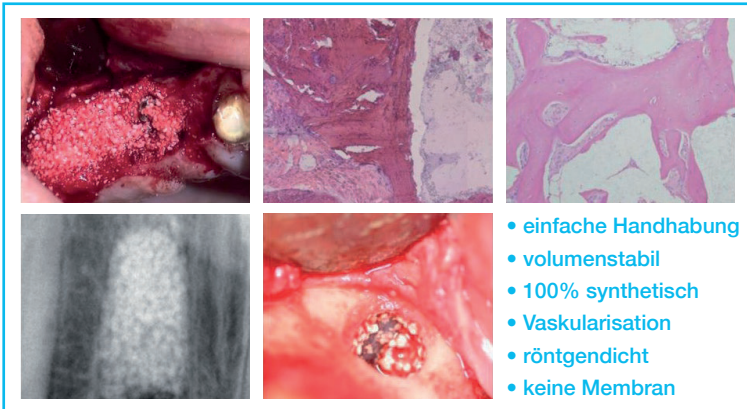 • einfache Handhabung
• volumenstabil
• 100% synthetisch
• Vaskularisation
• röntgendicht
• keine Membran